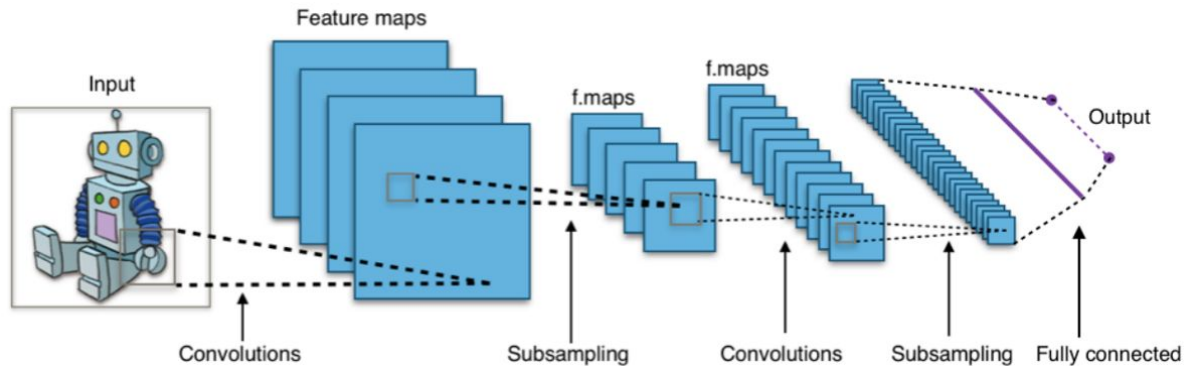 Feature maps
Input
f.maps
f.maps
Output
Convolutions
Subsampling
Convolutions
Subsampling
Fully connected